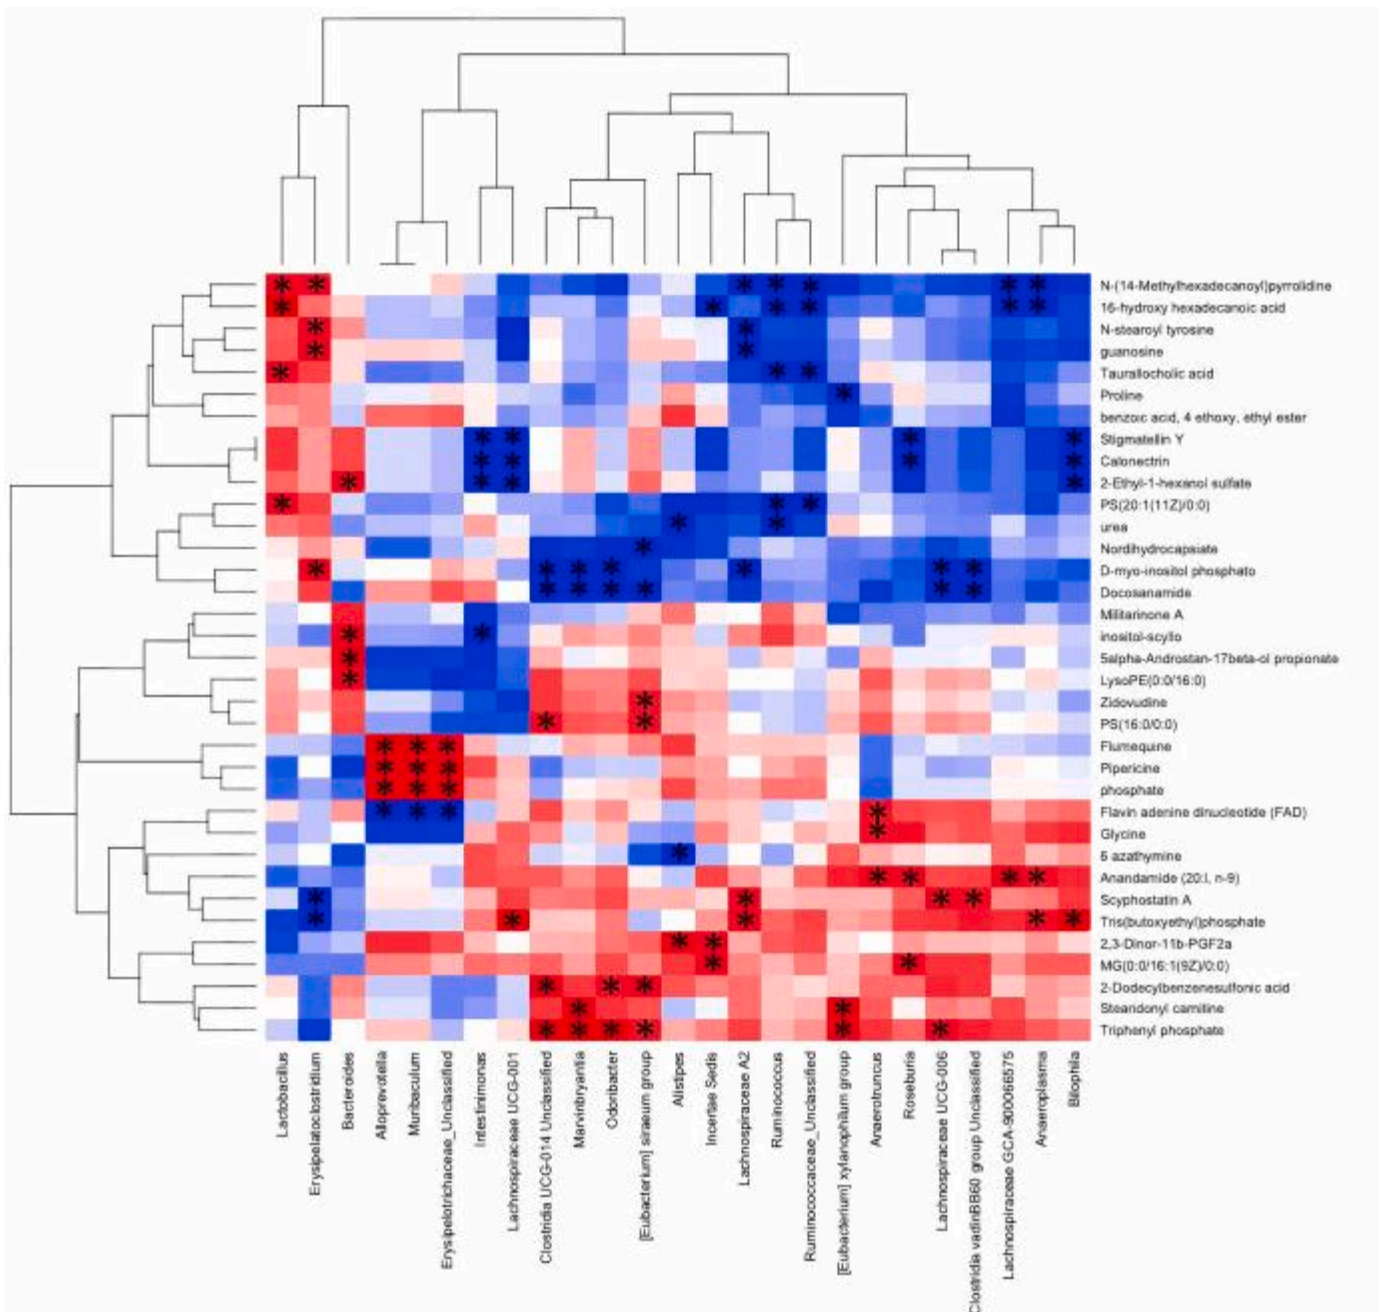 N-(14-Methylhexadecanoyl)pyrrolidine
16-hydroxy hexadecanoic acid
N-stearoyl tyrosine
guanosine
Taurallocholic acid
Proline
benzoic acid, 4 ethoxy, ethyl ester
Stigmatellin Y
Calonectrin
2-Ethyl-1-hexanol sulfate
PS(20:1(11Z)/0:0)
urea
Nordihydrocapsiate
D-myo-inositol phosphato
Docosanamide
Militarinone A
inositol-scyllo
5alpha-Androstan-17beta-ol propionate
LysoPE(0:0/16:0)
Zidovudine
PS(16:0/0:0)
Flumequine
Pipericine
phosphate
Flavin adenine dinucleotide (FAD)
Glycine
6 azathymine
Anandamide (20:l, n-9)
Scyphostatin A
Tris(butoxyethyl)phosphate
2,3-Dinor-11b-PGF2a
MG(0:0/16:1(9Z)/0:0)
2-Dodecylbenzenesulfonic acid
Stearidonyl carnitine
Triphenyl phosphate
Lactobacillus
Erysipelatoclostridium
Bacteroides
Alloprevotella
Muribaculum
Erysipelotrichaceae_Unclassified
Intestinimonas
Lachnospiraceae UCG-001
Clostridia UCG-014 Unclassified
Marvinbryantia
Odoribacter
[Eubacterium] siraeum group
Alistipes
Incertae Sedis
Lachnospiraceae A2
Ruminococcus
Ruminococcaceae_Unclassified
[Eubacterium] xylanophilum group
Anaerotruncus
Roseburia
Lachnospiraceae UCG-006
Clostridia vadinBB60 group Unclassified
Lachnospiraceae GCA-900066575
Anaeroplasma
Bilophila